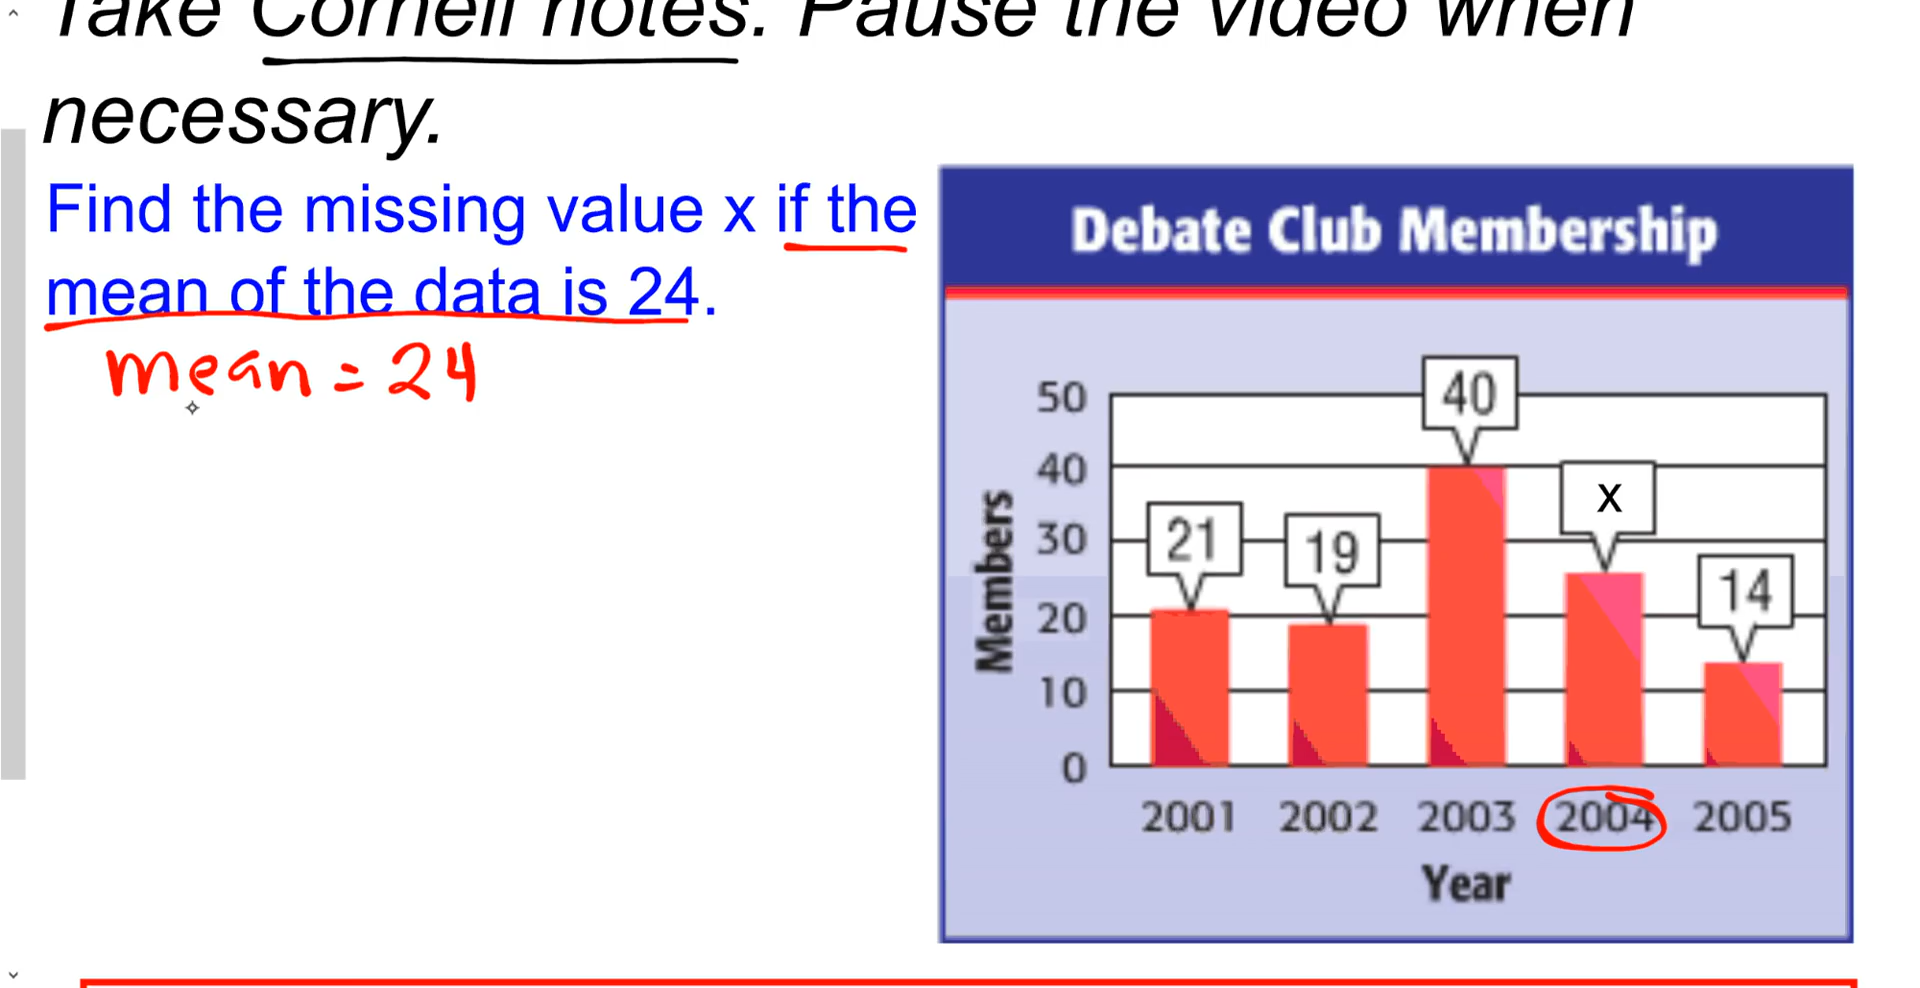 Take Cornell notes. Pause the video when
necessary.
Find the missing value x if the
mean of the data is 24.
mean = 24
Debate Club Membership
50
40
30
20
10
0
Members
21
19
40
x
14
2001 2002 2003 2004 2005
Year